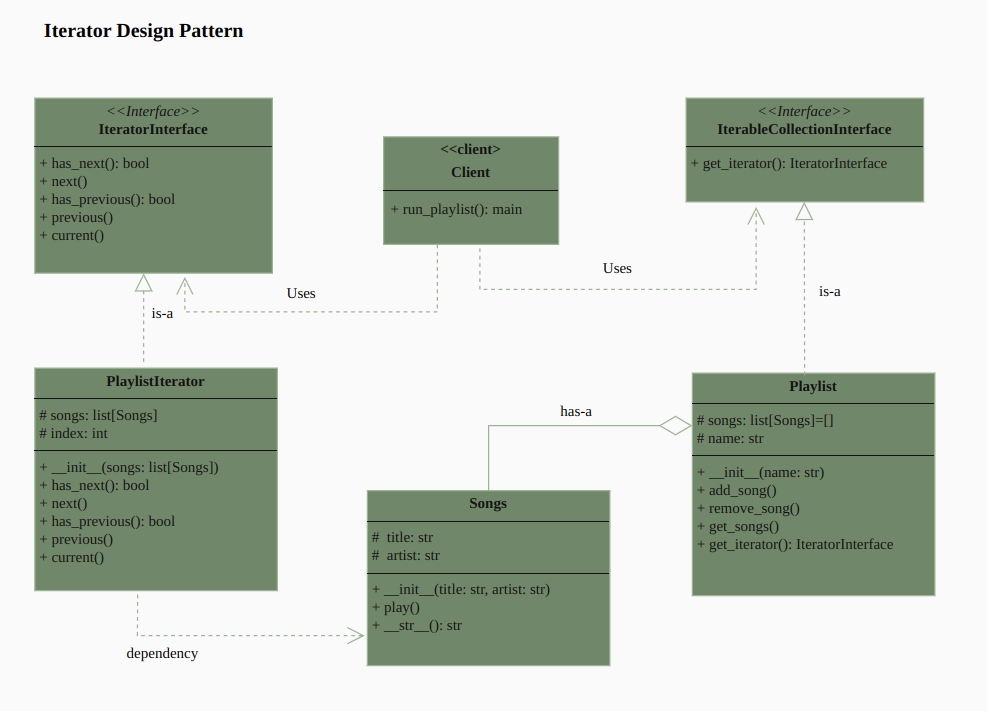 Iterator Design Pattern
<<Interface>>
IteratorInterface
+ has_next(): bool
+ next()
+ has_previous(): bool
+ previous()
+ current()
<<client>
Client
+ run_playlist(): main
<<Interface>>
IterableCollectionInterface
+ get_iterator(): IteratorInterface
Uses
Uses
is-a
is-a
PlaylistIterator
# songs: list[Songs]
# index: int
+ __init__(songs: list[Songs])
+ has_next(): bool
+ next()
+ has_previous(): bool
+ previous()
+ current()
has-a
Playlist
# songs: list[Songs]=[]
# name: str
+ __init__(name: str)
+ add_song()
+ remove_song()
+ get_songs()
+ get_iterator(): IteratorInterface
Songs
#  title: str
#  artist: str
+ __init__(title: str, artist: str)
+ play()
+ __str__(): str
dependency